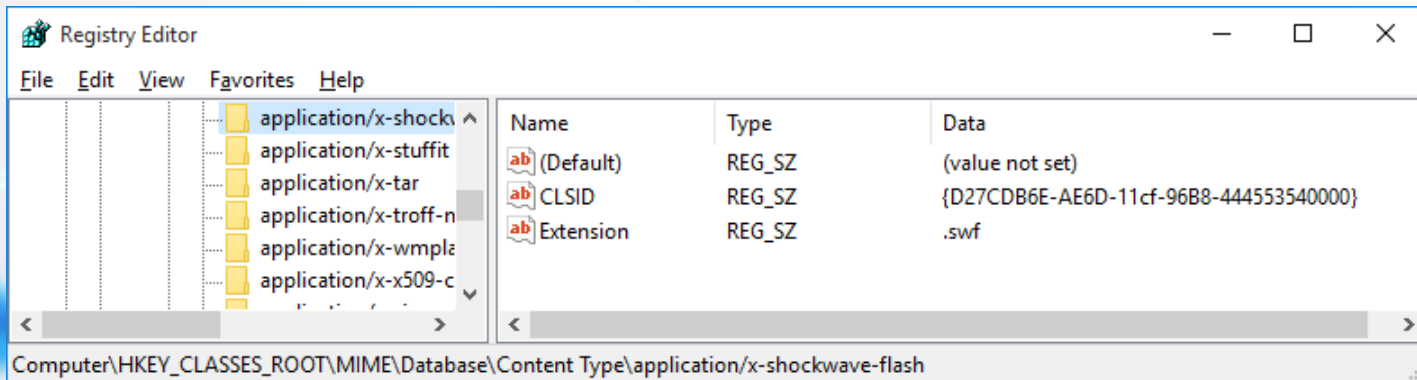 Registry Editor
File Edit View Favorites Help
application/x-shockv
application/x-stuffit
application/x-tar
application/x-troff-n
application/x-wmpla
application/x-x509-c
Name Type Data
(Default) REG_SZ (value not set)
CLSID REG_SZ {D27CDB6E-AE6D-11cf-96B8-444553540000}
Extension REG_SZ .swf
Computer\HKEY_CLASSES_ROOT\MIME\Database\Content Type\application/x-shockwave-flash